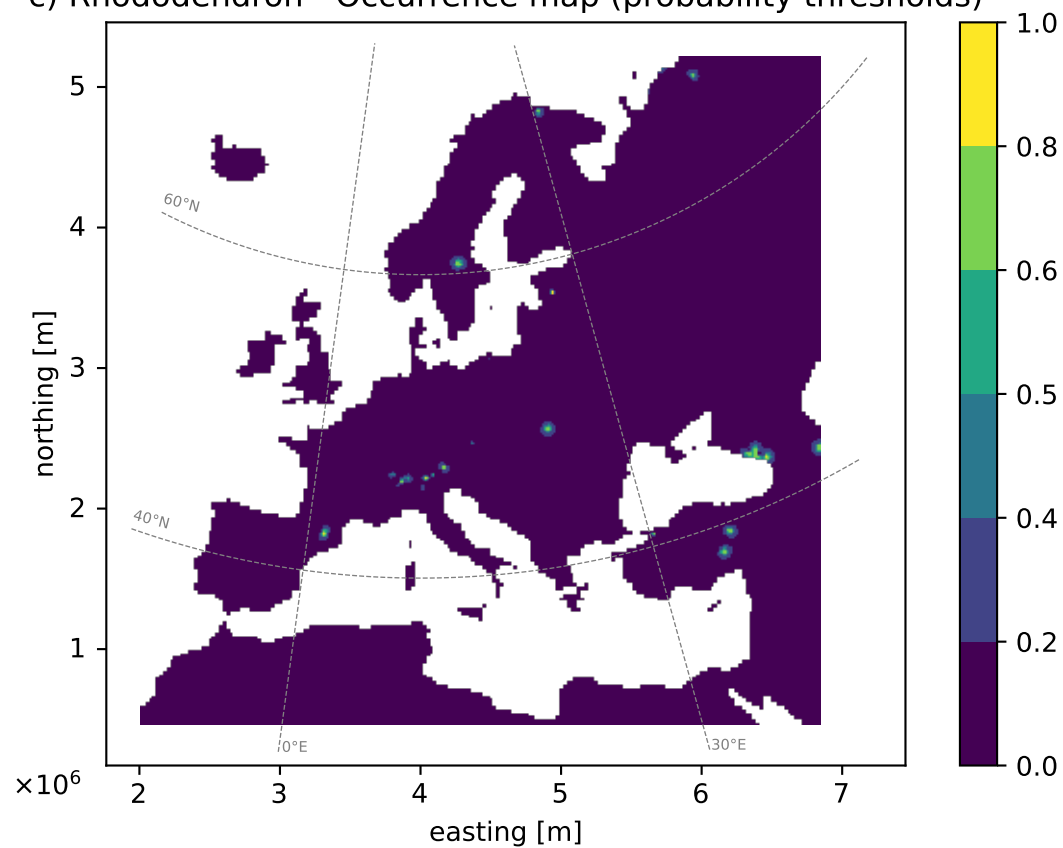 c) Rhododendron - Occurrence map (probability thresholds)
1.0
0.8
0.6
0.5
0.4
0.2
0.0
5
4
3
2
1
northing [m]
60°N
40°N
0°E
30°E
×10⁶
2 3 4 5 6 7
easting [m]